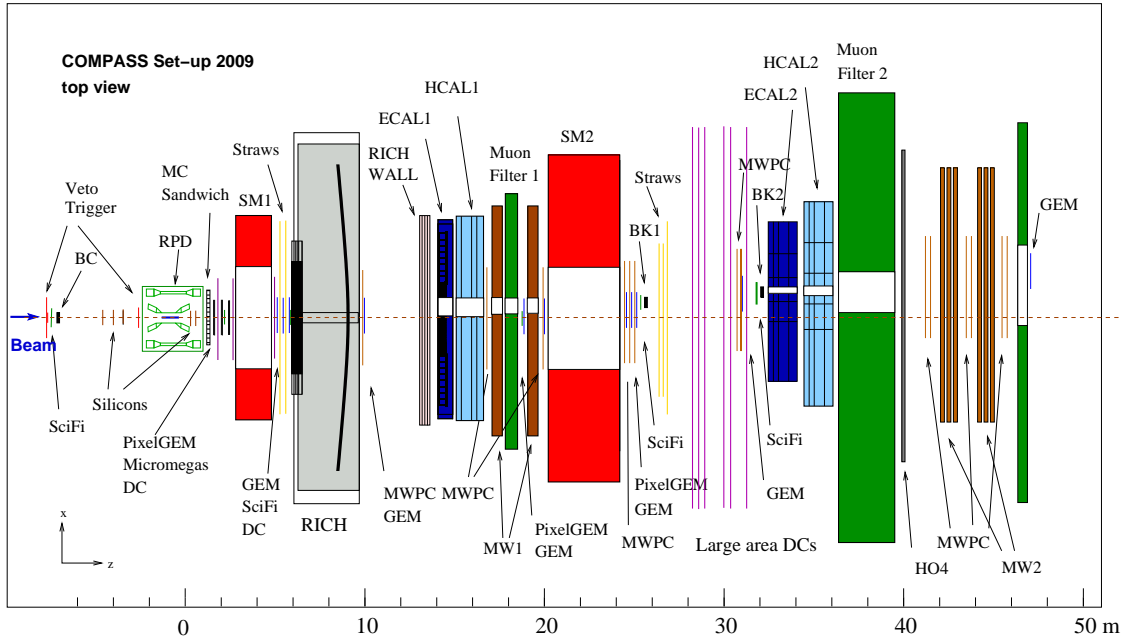 COMPASS Set-up 2009
top view
Muon
Filter 2
HCAL2
ECAL2
HCAL1
ECAL1
SM2
Muon
Filter 1
RICH
WALL
Straws
MC
Sandwich
SM1
Veto
Trigger
RPD
BC
Straws
MWPC
BK2
BK1
GEM
Beam
Silicons
SciFi
PixelGEM
Micromegas
DC
GEM
SciFi
DC
RICH
MWPC
GEM
MWPC
MW1
PixelGEM
GEM
SciFi
PixelGEM
GEM
MWPC
SciFi
GEM
Large area DCs
HO4
MWPC
MW2
x
z
0
10
20
30
40
50 m